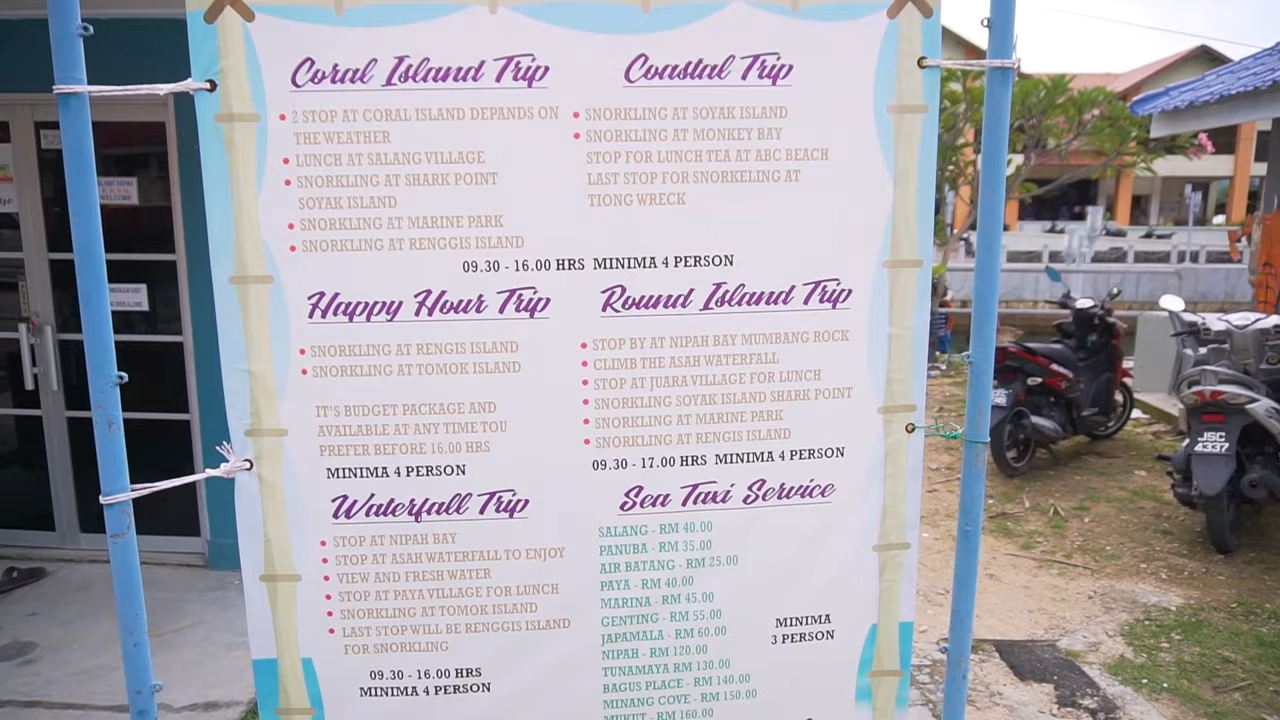 Coral Island Trip
2 STOP AT CORAL ISLAND DEPENDS ON
THE WEATHER
LUNCH AT SALANG VILLAGE
SNORKLING AT SHARK POINT
SOYAK ISLAND
SNORKLING AT MARINE PARK
SNORKLING AT RENGGIS ISLAND
Coastal Trip
SNORKLING AT SOYAK ISLAND
SNORKLING AT MONKEY BAY
STOP FOR LUNCH TEA AT ABC BEACH
LAST STOP FOR SNORKELING AT
TIONG WRECK
09.30 - 16.00 HRS MINIMA 4 PERSON
Happy Hour Trip
SNORKLING AT RENGIS ISLAND
SNORKLING AT TOMOK ISLAND
IT'S BUDGET PACKAGE AND
AVAILABLE AT ANY TIME TOU
PREFER BEFORE 16.00 HRS
MINIMA 4 PERSON
Round Island Trip
STOP BY AT NIPAH BAY MUMBANG ROCK
CLIMB THE ASAH WATERFALL
STOP AT JUARA VILLAGE FOR LUNCH
SNORKLING SOYAK ISLAND SHARK POINT
SNORKLING AT MARINE PARK
SNORKLING AT RENGIS ISLAND
09.30 - 17.00 HRS MINIMA 4 PERSON
Waterfall Trip
STOP AT NIPAH BAY
STOP AT ASAH WATERFALL TO ENJOY
VIEW AND FRESH WATER
STOP AT PAYA VILLAGE FOR LUNCH
SNORKLING AT TOMOK ISLAND
LAST STOP WILL BE RENGGIS ISLAND
FOR SNORKLING
09.30 - 16.00 HRS
MINIMA 4 PERSON
Sea Taxi Service
SALANG - RM 40.00
PANUBA - RM 35.00
AIR BATANG - RM 25.00
PAYA - RM 40.00
MARINA - RM 45.00
GENTING - RM 55.00
JAPAMALA - RM 60.00
NIPAH - RM 120.00
TUNAMAYA RM 130.00
BAGUS PLACE - RM 140.00
MINANG COVE - RM 150.00
MUKUT - RM 160.00
MINIMA
3 PERSON
WELCOME
JSC
4337